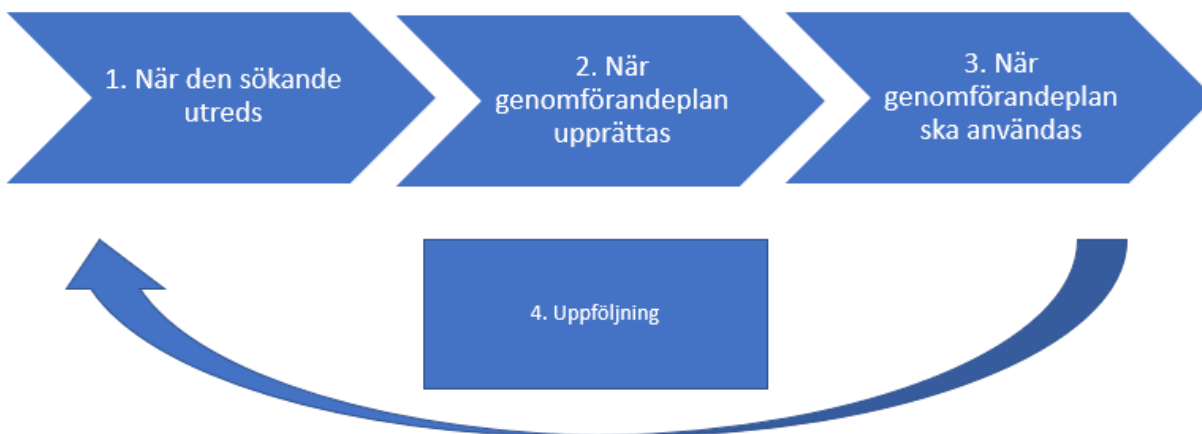 1. När den sökande
utreds
2. När
genomförandeplan
upprättas
3. När
genomförandeplan
ska användas
4. Uppföljning